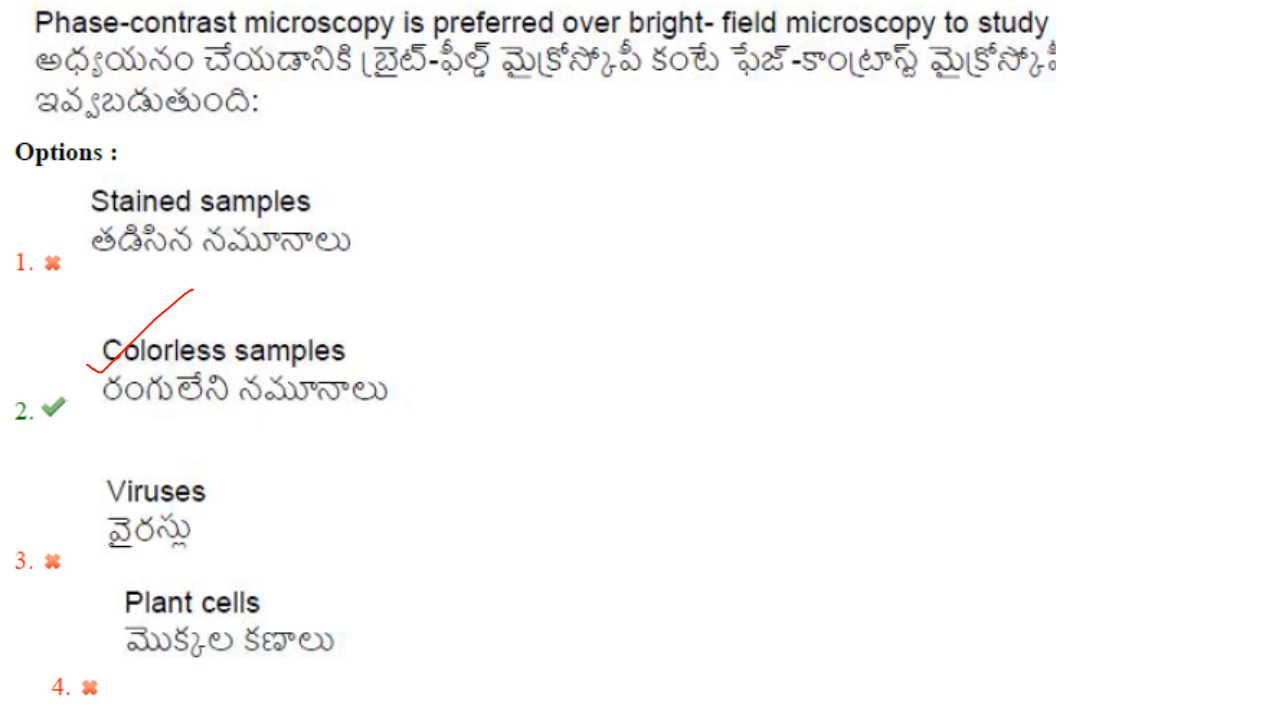 Phase-contrast microscopy is preferred over bright- field microscopy to study
అధ్యయనం చేయడానికి బ్రైట్-ఫీల్డ్ మైక్రోస్కోపీ కంటే ఫేజ్-కాంట్రాస్ట్ మైక్రోస్కోపీ
ఇవ్వబడుతుంది:
Options :
Stained samples
తడిసిన నమూనాలు
1.
Colorless samples
రంగులేని నమూనాలు
2.
Viruses
వైరస్లు
3.
Plant cells
మొక్కల కణాలు
4.